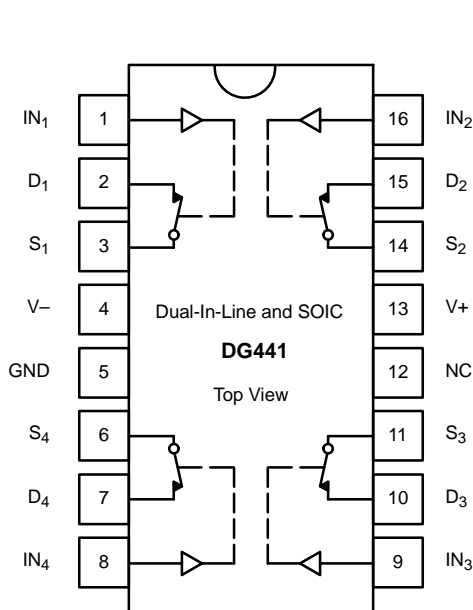 IN1 1 16 IN2
D1 2 15 D2
S1 3 14 S2
V– 4 Dual-In-Line and SOIC 13 V+
DG441
GND 5 12 NC
Top View
S4 6 11 S3
D4 7 10 D3
IN4 8 9 IN3